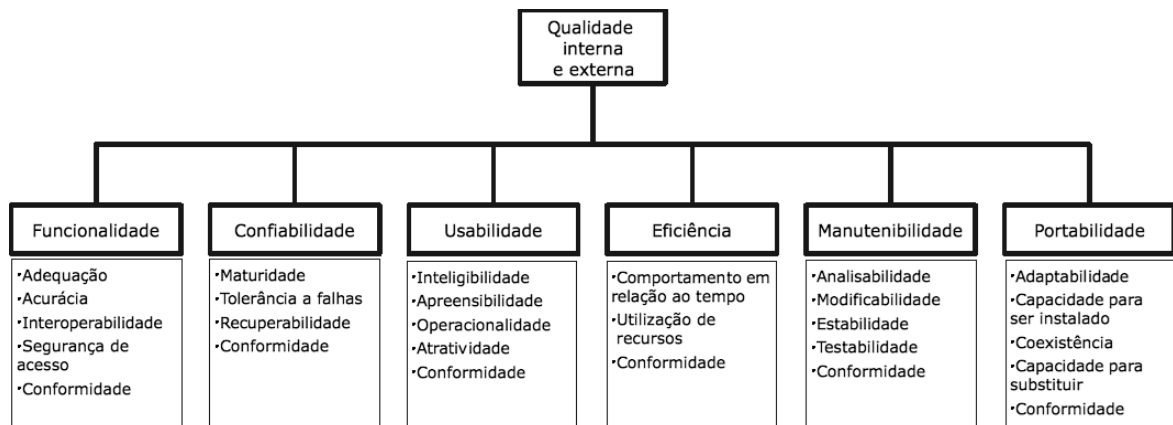 Qualidade
interna
e externa
Funcionalidade
·Adequação
·Acurácia
·Interoperabilidade
·Segurança de
acesso
·Conformidade
Confiabilidade
·Maturidade
·Tolerância a falhas
·Recuperabilidade
·Conformidade
Usabilidade
·Inteligibilidade
·Apreensibilidade
·Operacionalidade
·Atratividade
·Conformidade
Eficiência
·Comportamento em
relação ao tempo
·Utilização de
recursos
·Conformidade
Manutenibilidade
·Analisabilidade
·Modificabilidade
·Estabilidade
·Testabilidade
·Conformidade
Portabilidade
·Adaptabilidade
·Capacidade para
ser instalado
·Coexistência
·Capacidade para
substituir
·Conformidade